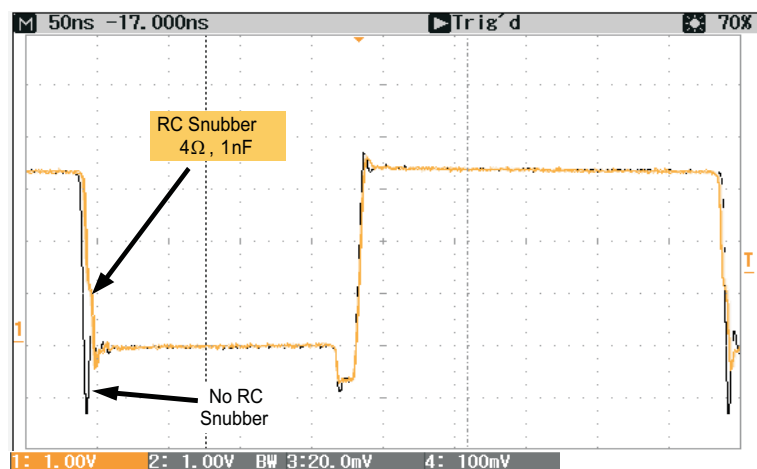 M 50ns -17.000ns Trig'd 70%
RC Snubber
4Ω , 1nF
T
1
No RC
Snubber
1: 1.00V 2: 1.00V BW 3:20.0mV 4: 100mV